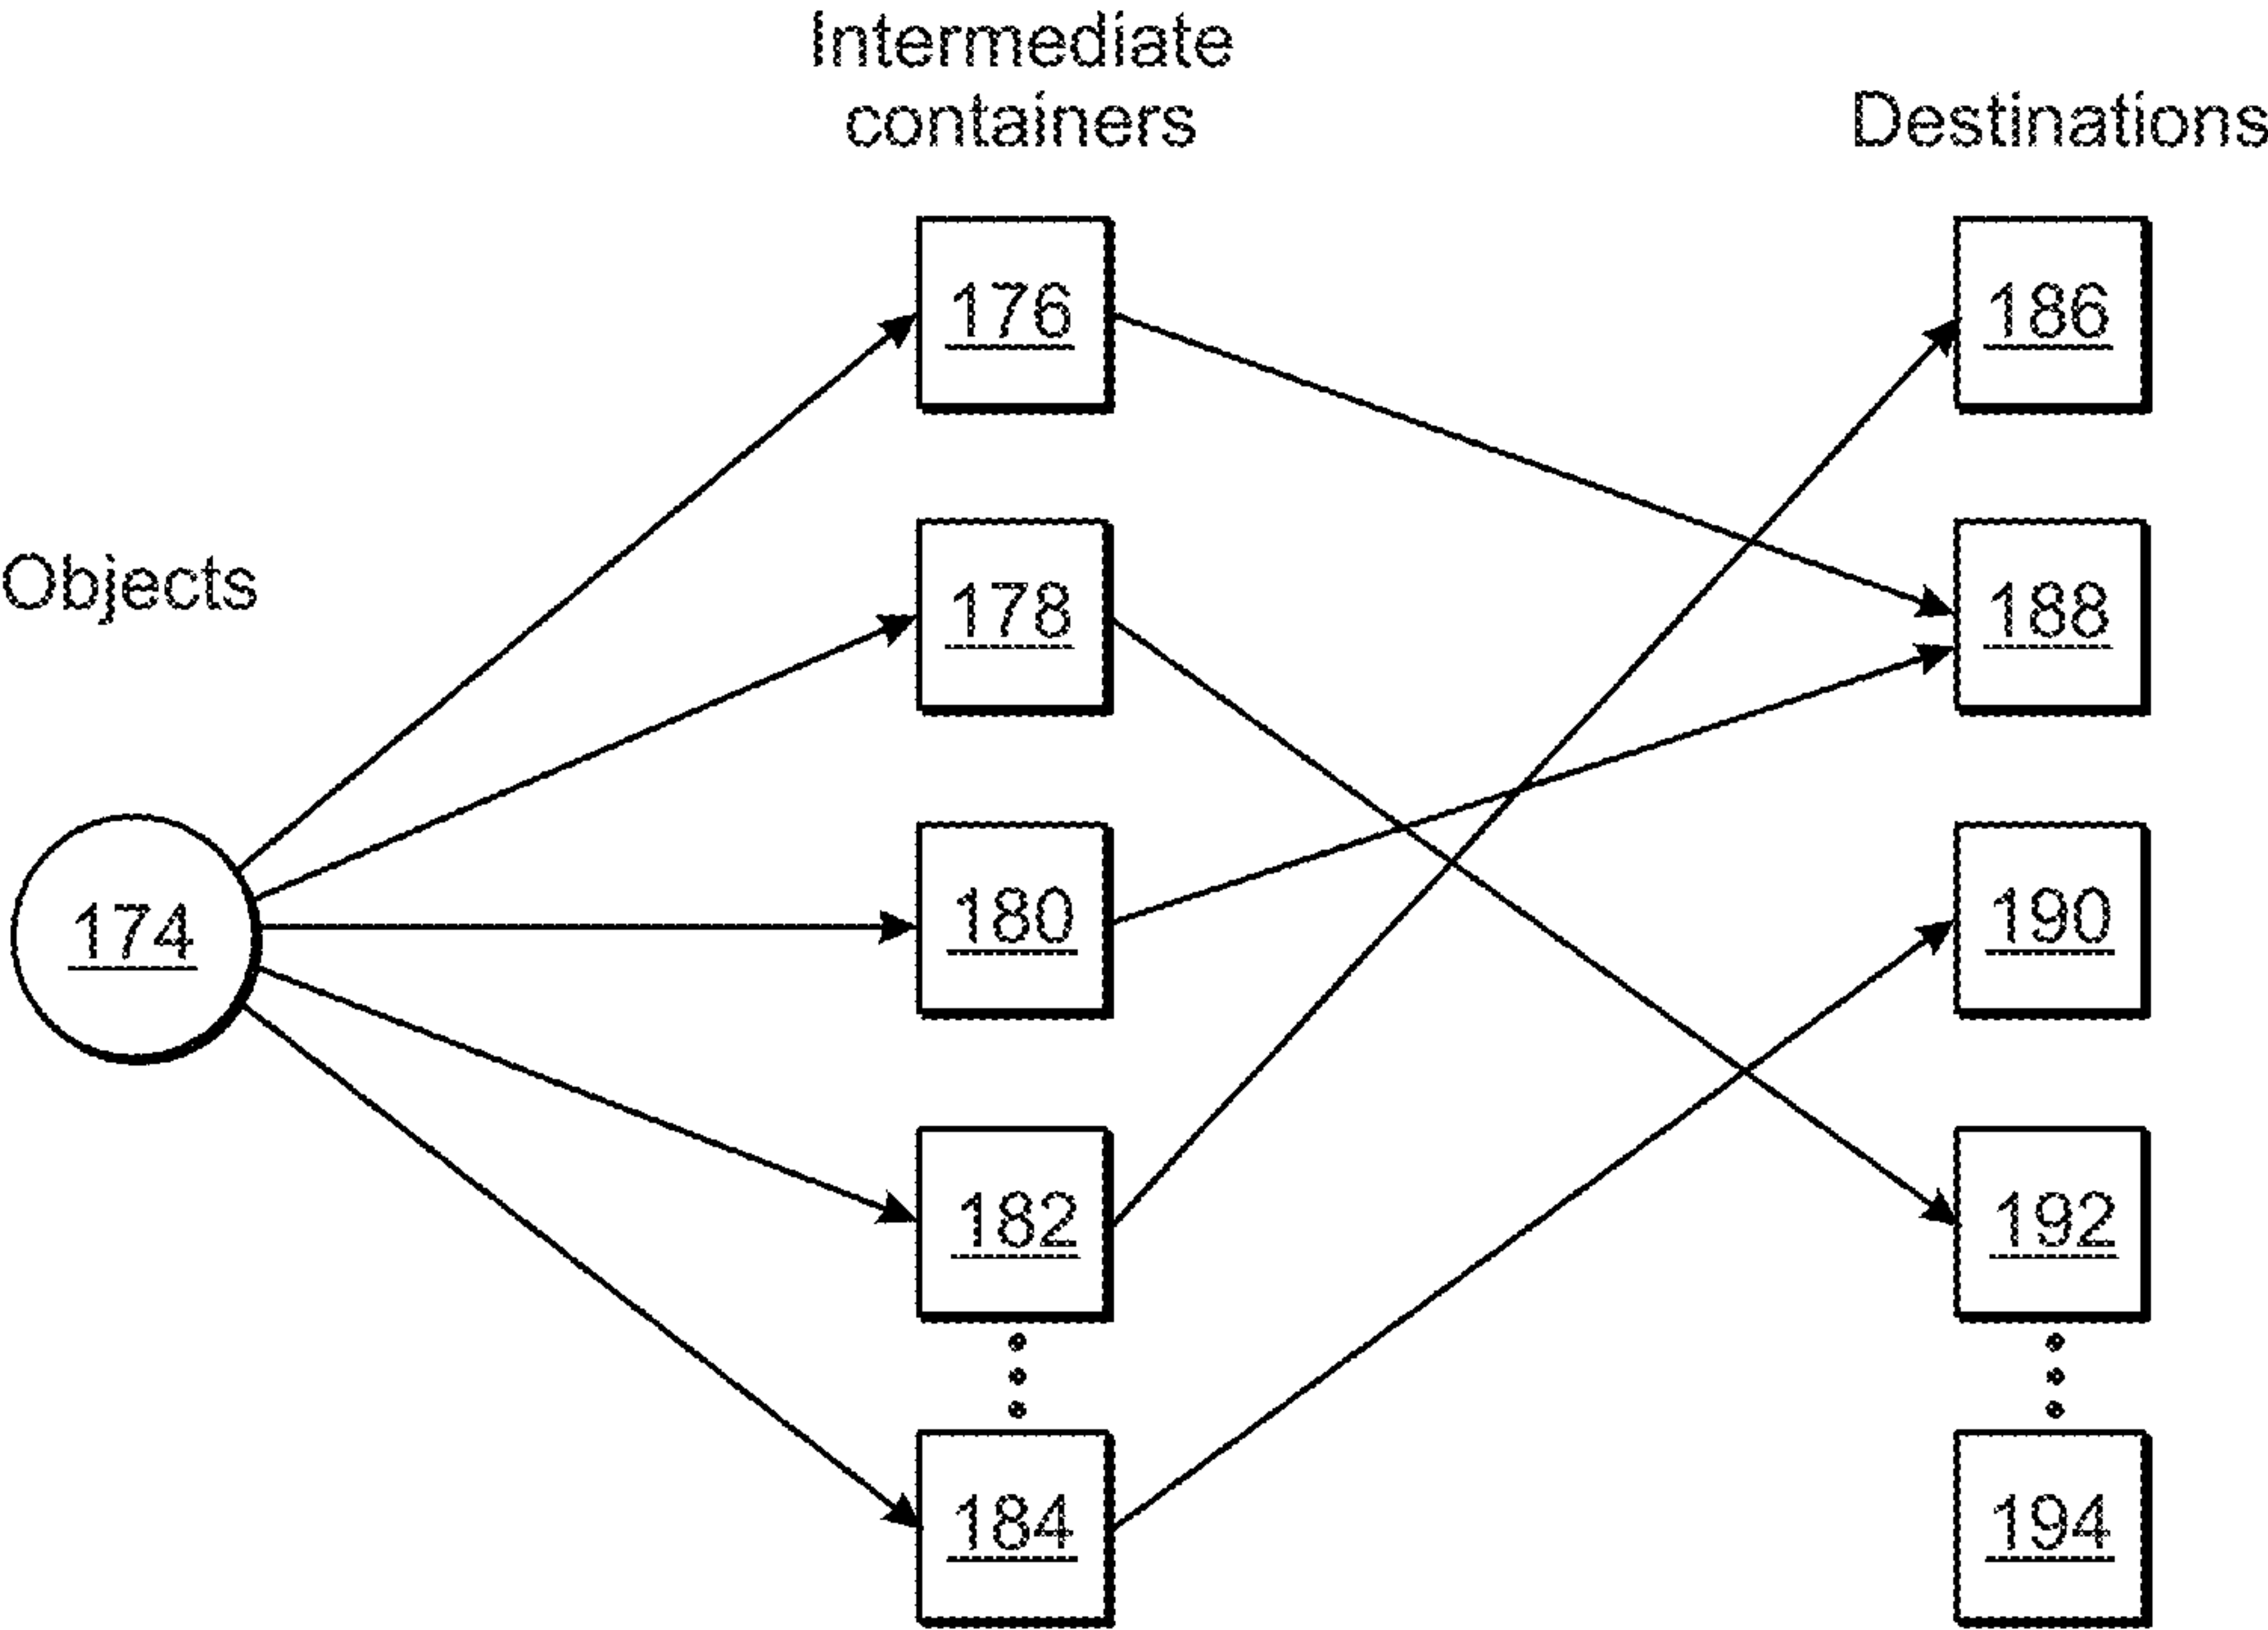 Intermediate
containers
Destinations
Objects
174
176
178
180
182
184
186
188
190
192
194